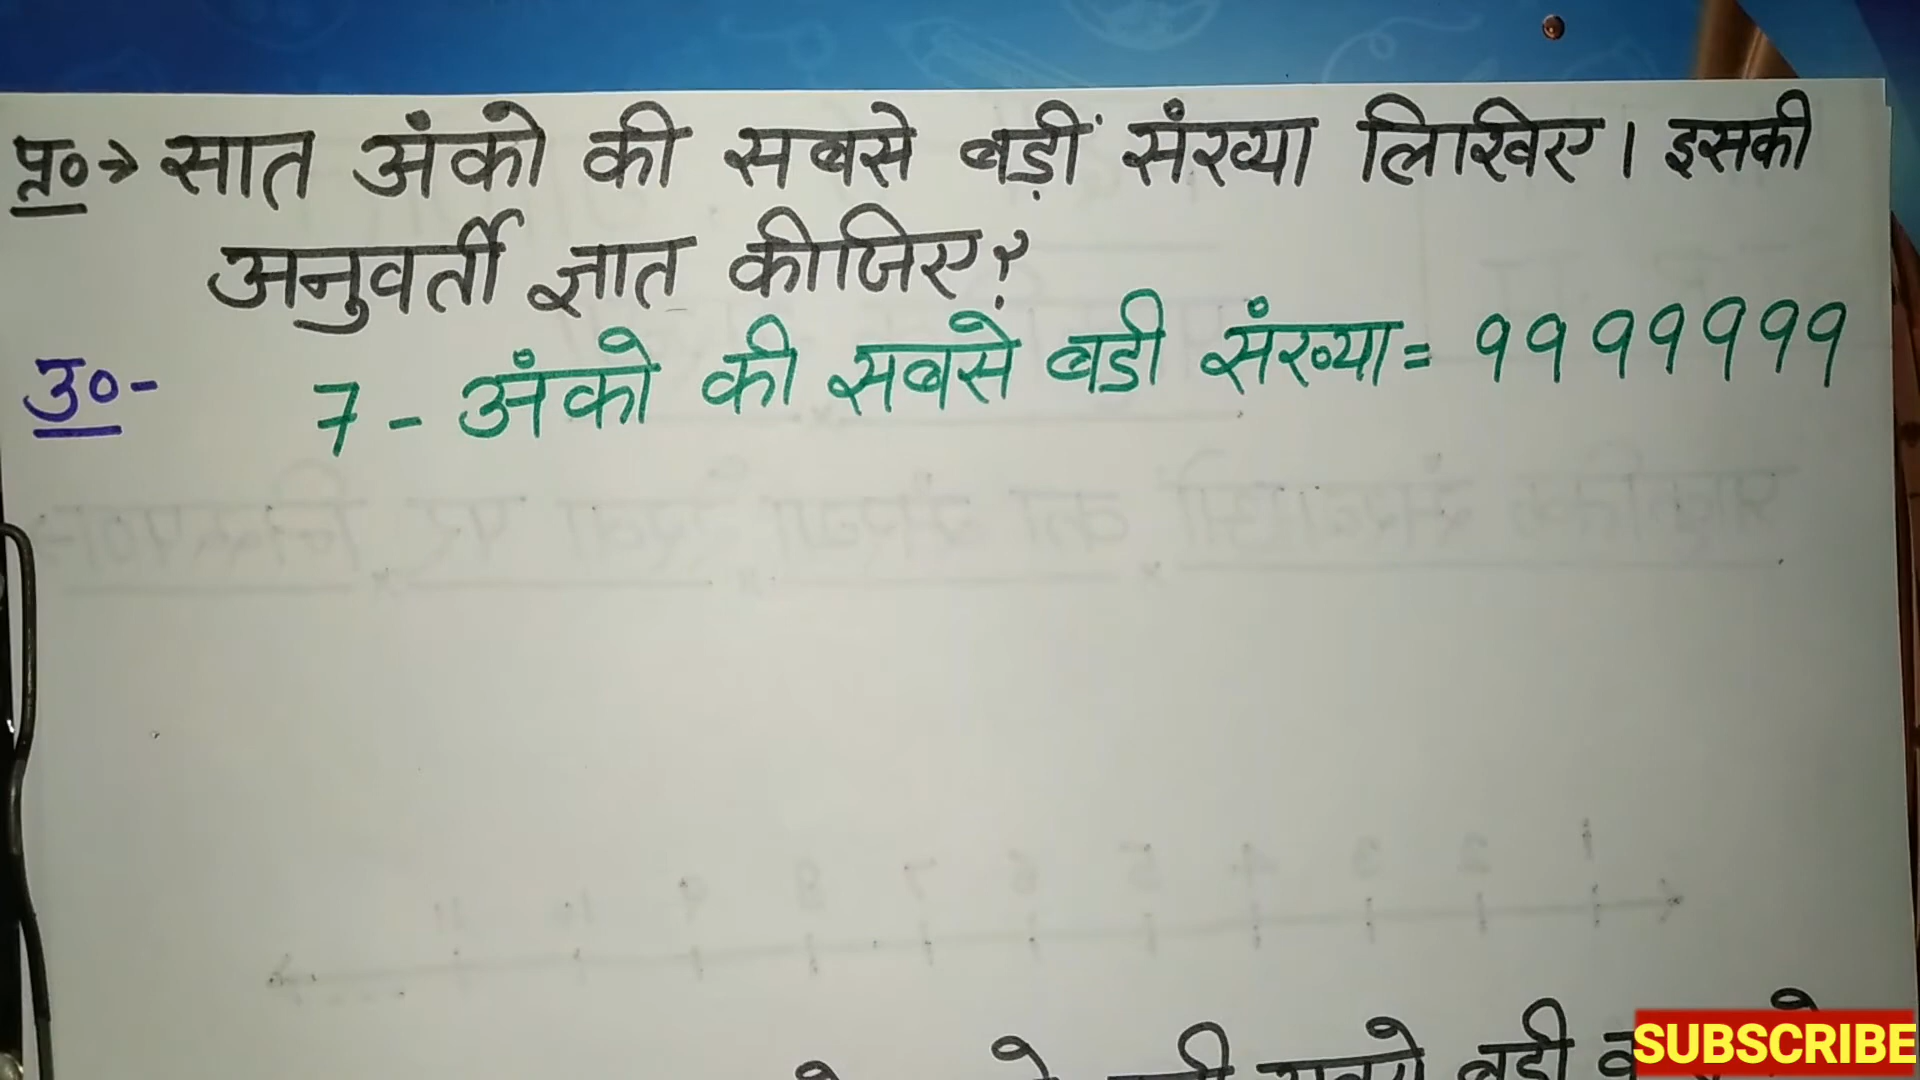 प्र०→ सात अंको की सबसे बड़ीं संख्या लिखिए। इसकी
अनुवर्ती ज्ञात कीजिए?
उ०- 7 - अंको की सबसे बडी संख्या = 9999999
SUBSCRIBE